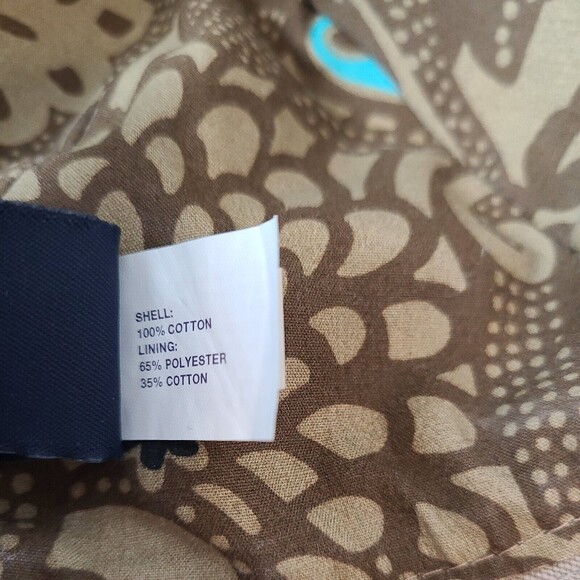 SHELL:
100% COTTON
LINING:
65% POLYESTER
35% COTTON